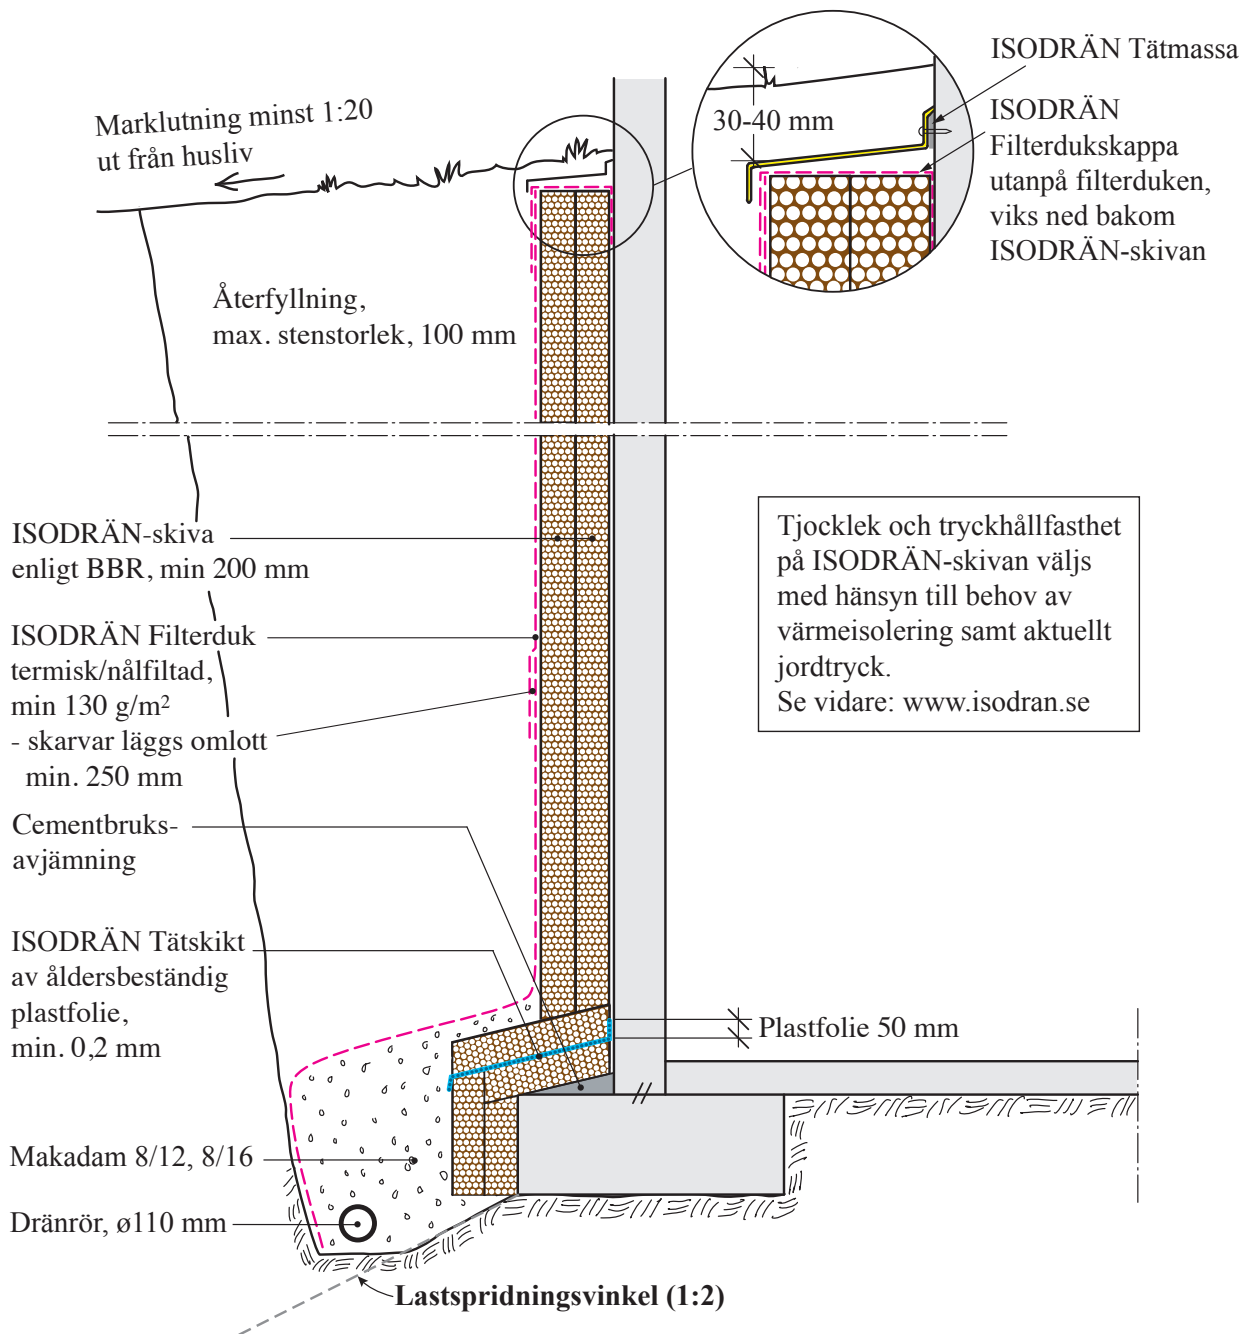 Marklutning minst 1:20
ut från husliv
30-40 mm
ISODRÄN Tätmassa
ISODRÄN
Filterdukskappa
utanpå filterduken,
viks ned bakom
ISODRÄN-skivan
Återfyllning,
max. stenstorlek, 100 mm
ISODRÄN-skiva
enligt BBR, min 200 mm
ISODRÄN Filterduk
termisk/nålfiltad,
min 130 g/m²
- skarvar läggs omlott
min. 250 mm
Cementbruks-
avjämning
ISODRÄN Tätskikt
av åldersbeständig
plastfolie,
min. 0,2 mm
Makadam 8/12, 8/16
Dränrör, ø110 mm
Tjocklek och tryckhållfasthet
på ISODRÄN-skivan väljs
med hänsyn till behov av
värmeisolering samt aktuellt
jordtryck.
Se vidare: www.isodran.se
Plastfolie 50 mm
Lastspridningsvinkel (1:2)